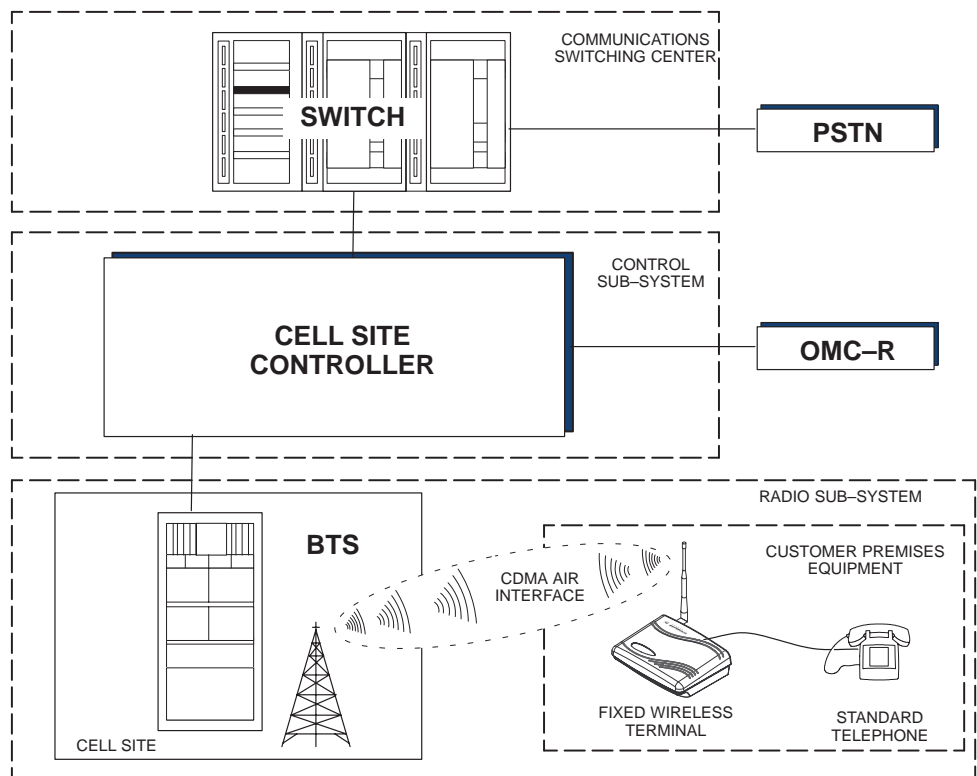 COMMUNICATIONS
SWITCHING CENTER
SWITCH
PSTN
CONTROL
SUB–SYSTEM
CELL SITE
CONTROLLER
OMC–R
RADIO SUB–SYSTEM
BTS
CUSTOMER PREMISES
EQUIPMENT
CDMA AIR
INTERFACE
FIXED WIRELESS
TERMINAL
STANDARD
TELEPHONE
CELL SITE